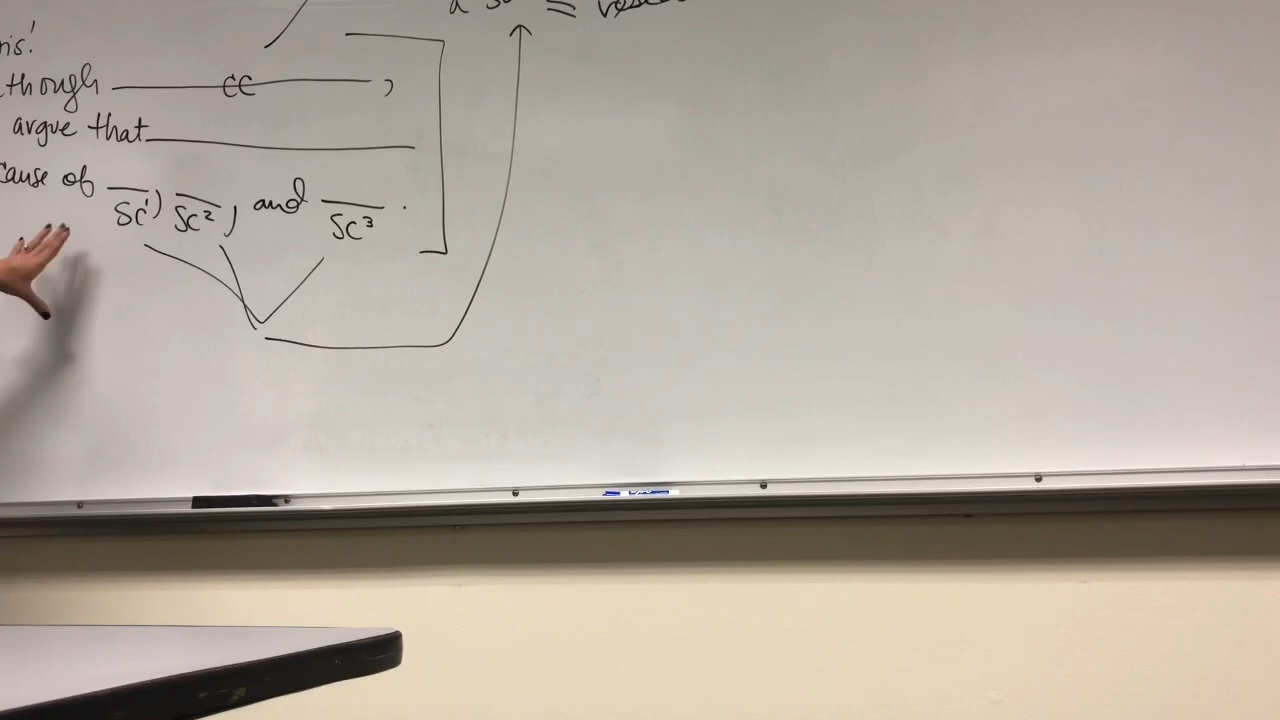 a
is!
though CC ,
argue that
cause of SC1, SC2, and SC3.